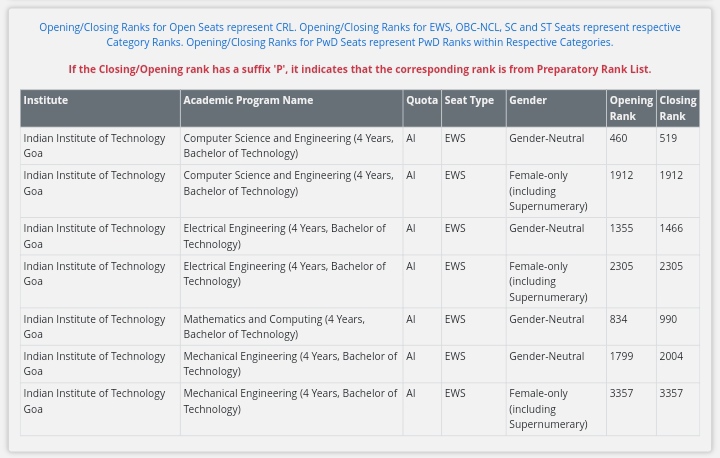 Opening/Closing Ranks for Open Seats represent CRL. Opening/Closing Ranks for EWS, OBC-NCL, SC and ST Seats represent respective
Category Ranks. Opening/Closing Ranks for PwD Seats represent PwD Ranks within Respective Categories.
If the Closing/Opening rank has a suffix 'P', it indicates that the corresponding rank is from Preparatory Rank List.
Institute Academic Program Name Quota Seat Type Gender Opening Closing
Rank Rank
Indian Institute of Technology Computer Science and Engineering (4 Years, AI EWS Gender-Neutral 460 519
Goa Bachelor of Technology)
Indian Institute of Technology Computer Science and Engineering (4 Years, AI EWS Female-only 1912 1912
Goa Bachelor of Technology) (including
Supernumerary)
Indian Institute of Technology Electrical Engineering (4 Years, Bachelor of AI EWS Gender-Neutral 1355 1466
Goa Technology)
Indian Institute of Technology Electrical Engineering (4 Years, Bachelor of AI EWS Female-only 2305 2305
Goa Technology) (including
Supernumerary)
Indian Institute of Technology Mathematics and Computing (4 Years, AI EWS Gender-Neutral 834 990
Goa Bachelor of Technology)
Indian Institute of Technology Mechanical Engineering (4 Years, Bachelor of AI EWS Gender-Neutral 1799 2004
Goa Technology)
Indian Institute of Technology Mechanical Engineering (4 Years, Bachelor of AI EWS Female-only 3357 3357
Goa Technology) (including
Supernumerary)